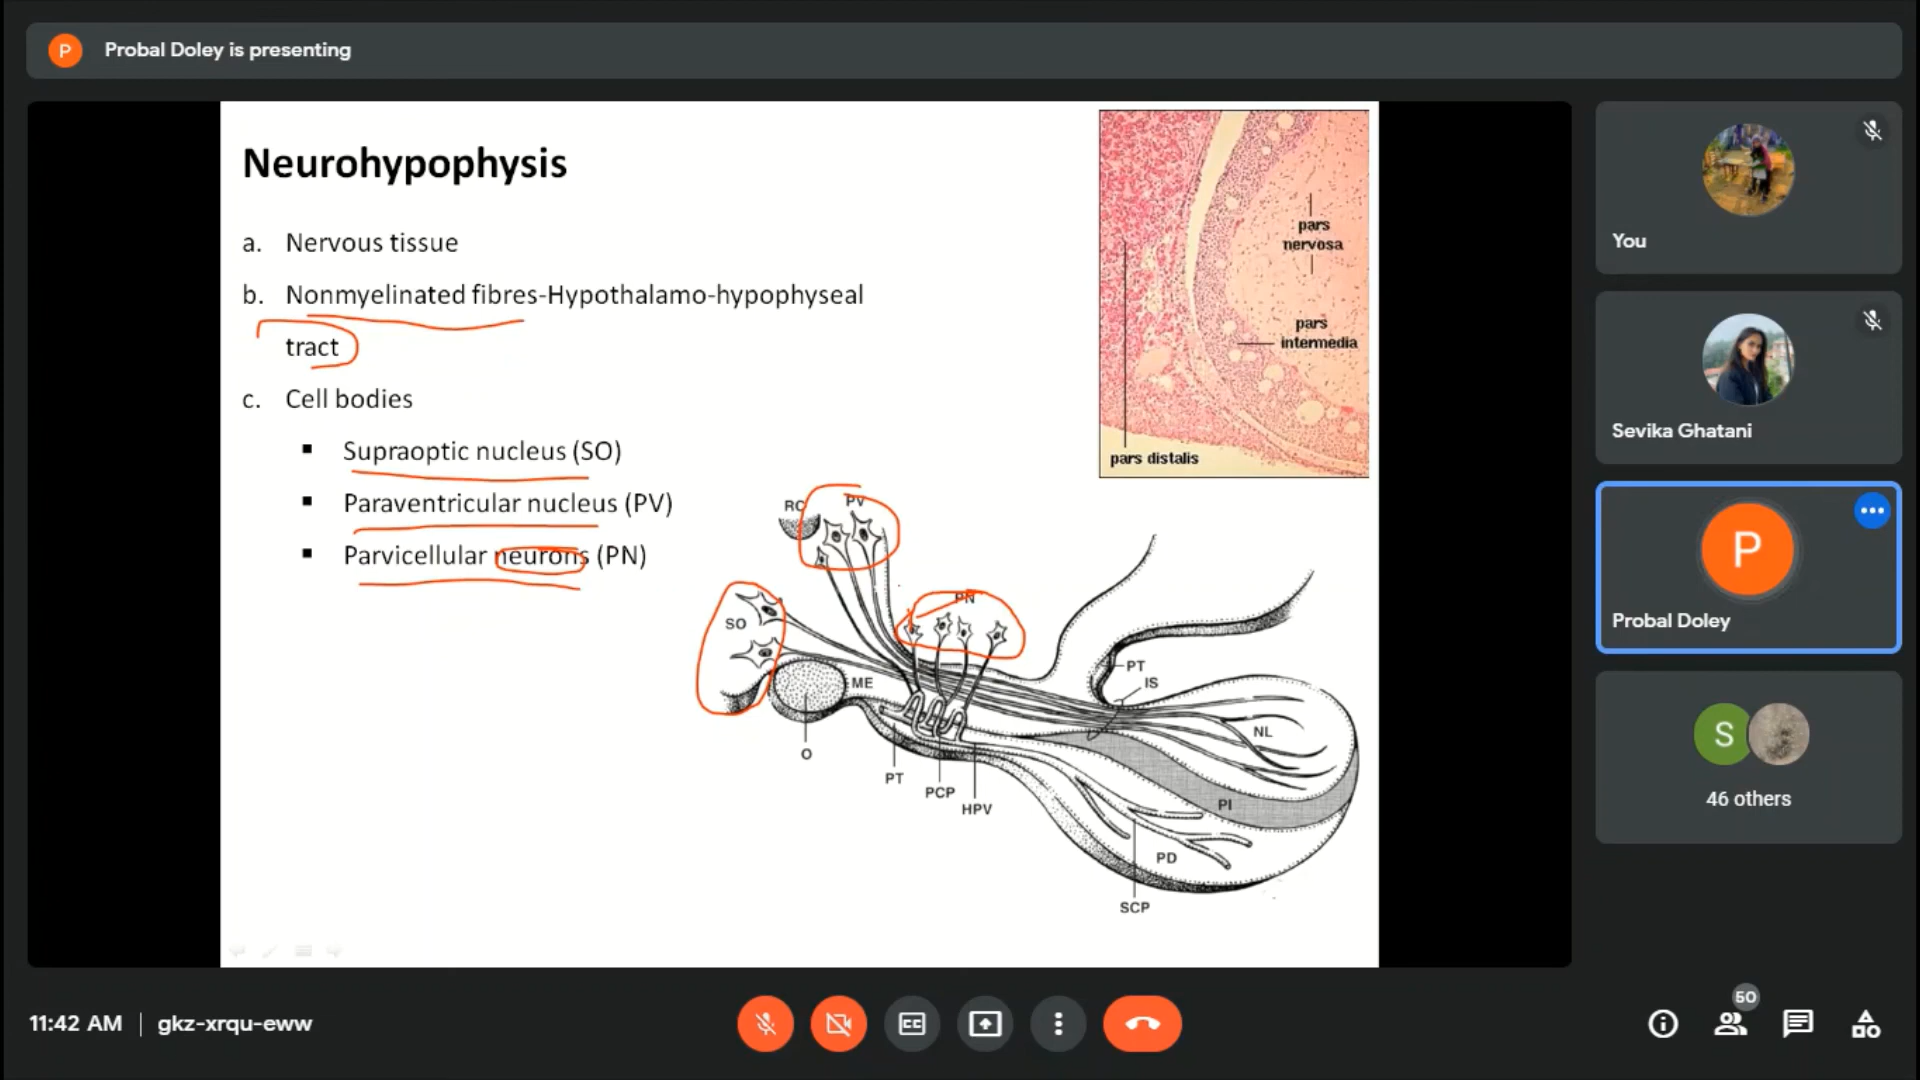 P Probal Doley is presenting
Neurohypophysis
a. Nervous tissue
b. Nonmyelinated fibres-Hypothalamo-hypophyseal
tract
c. Cell bodies
▪ Supraoptic nucleus (SO)
▪ Paraventricular nucleus (PV)
▪ Parvicellular neurons (PN)
pars
nervosa
pars
intermedia
pars distalis
RC PV
PN
SO
ME
PT
IS
NL
O
PT
PCP
HPV
PI
PD
SCP
You
Sevika Ghatani
P
Probal Doley
S
46 others
11:42 AM | gkz-xrqu-eww
CC
50